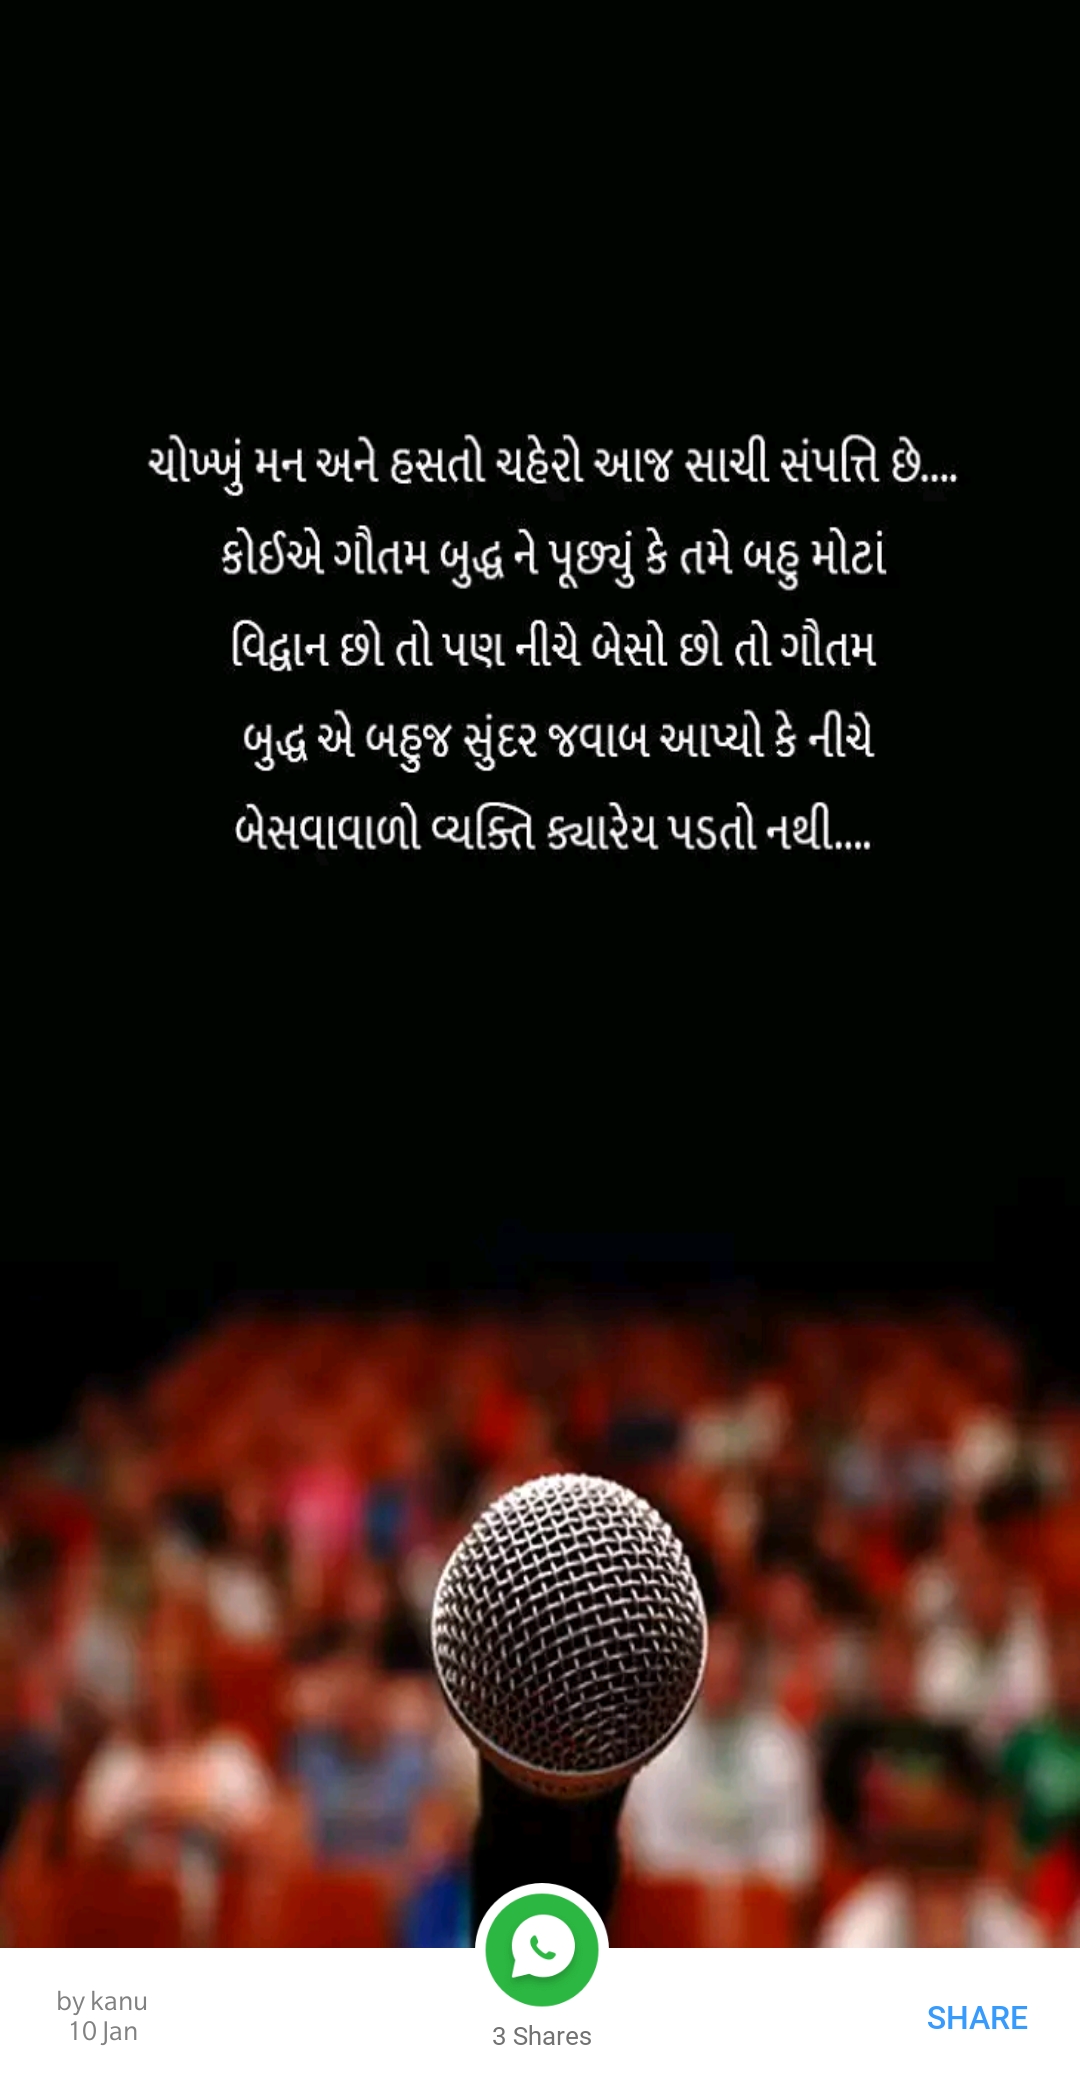 ચોખ્ખું મન અને હસતો ચહેરો આજ સાચી સંપત્તિ છે....
કોઈએ ગૌતમ બુદ્ધ ને પૂછ્યું કે તમે બહુ મોટાં
વિદ્વાન છો તો પણ નીચે બેસો છો તો ગૌતમ
બુદ્ધ એ બહુજ સુંદર જવાબ આપ્યો કે નીચે
બેસવાવાળો વ્યક્તિ ક્યારેય પડતો નથી....
by kanu
10 Jan
3 Shares
SHARE